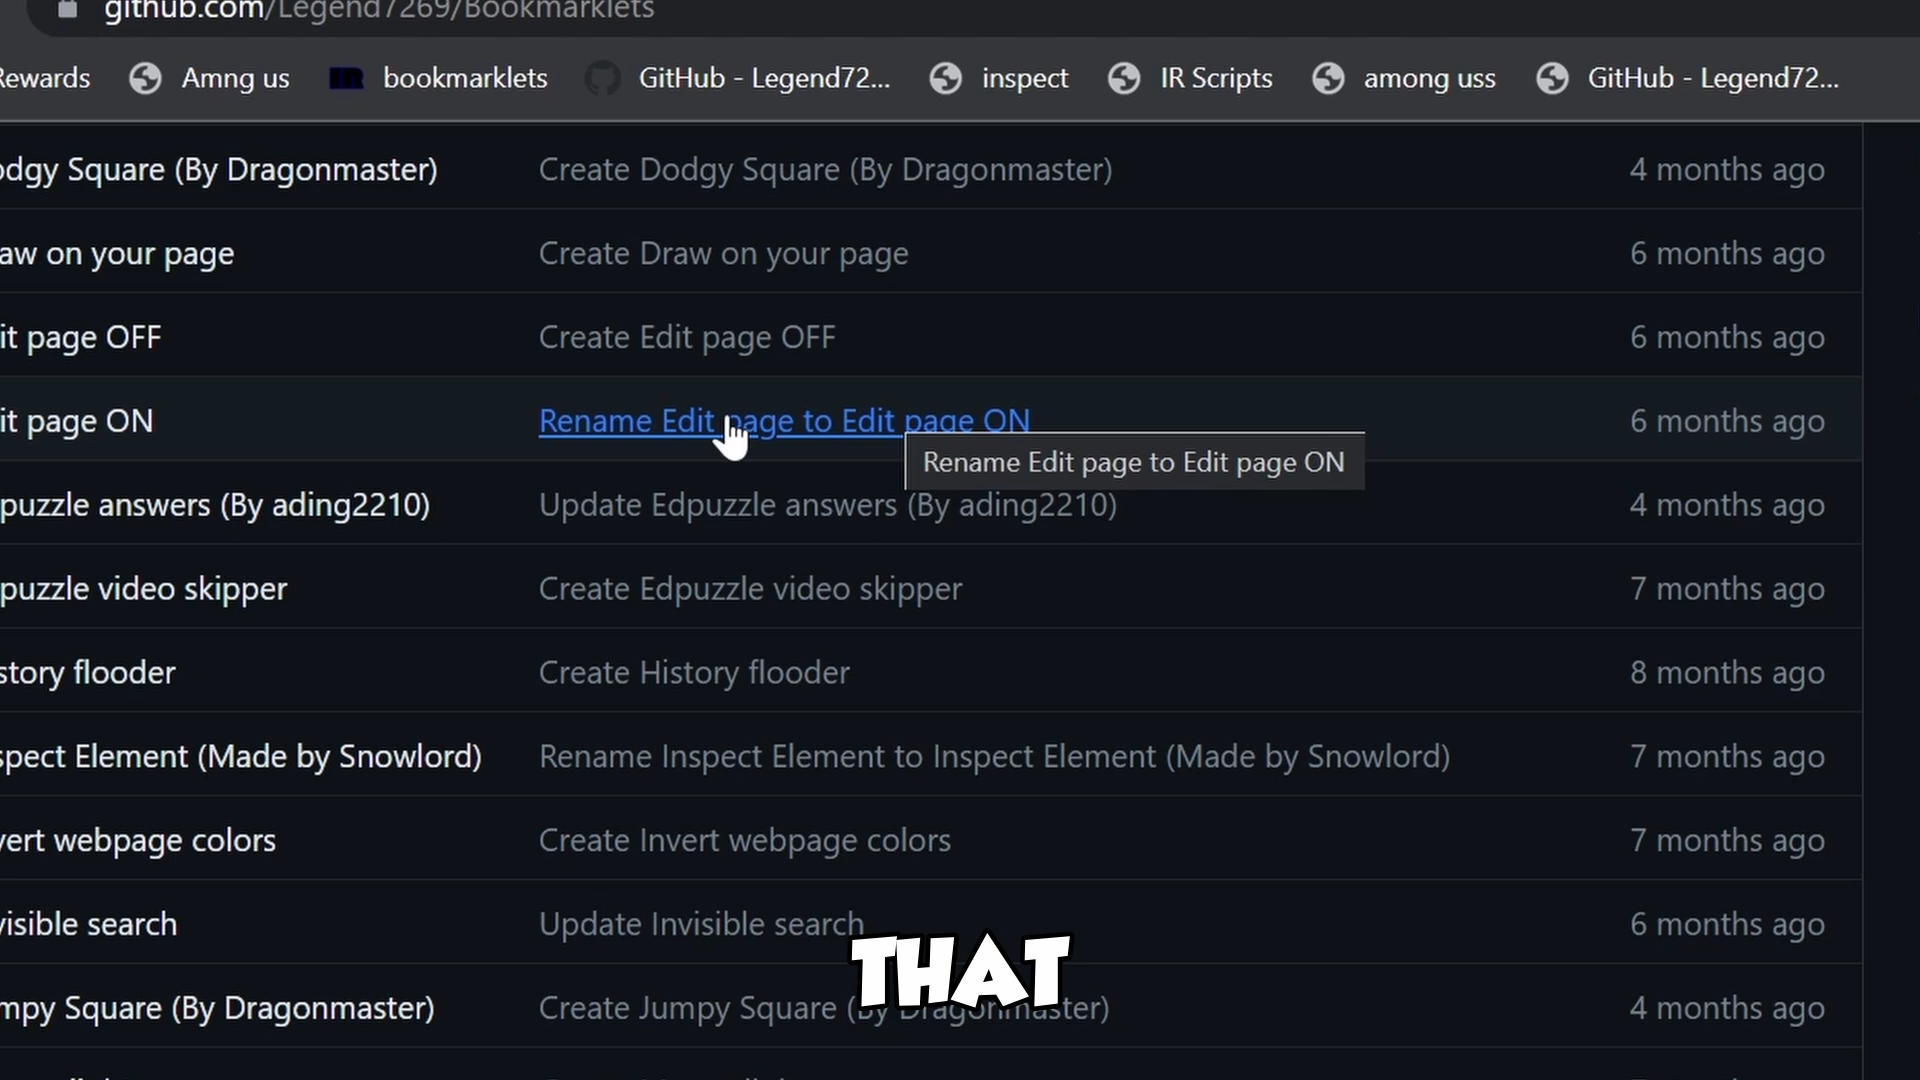 github.com/Legend7269/Bookmarklets
Rewards Amng us bookmarklets GitHub - Legend72... inspect IR Scripts among uss GitHub - Legend72...
odgy Square (By Dragonmaster) Create Dodgy Square (By Dragonmaster) 4 months ago
aw on your page Create Draw on your page 6 months ago
it page OFF Create Edit page OFF 6 months ago
it page ON Rename Edit page to Edit page ON 6 months ago
Rename Edit page to Edit page ON
puzzle answers (By ading2210) Update Edpuzzle answers (By ading2210) 4 months ago
puzzle video skipper Create Edpuzzle video skipper 7 months ago
story flooder Create History flooder 8 months ago
spect Element (Made by Snowlord) Rename Inspect Element to Inspect Element (Made by Snowlord) 7 months ago
vert webpage colors Create Invert webpage colors 7 months ago
visible search Update Invisible search 6 months ago
THAT
mpy Square (By Dragonmaster) Create Jumpy Square (By Dragonmaster) 4 months ago